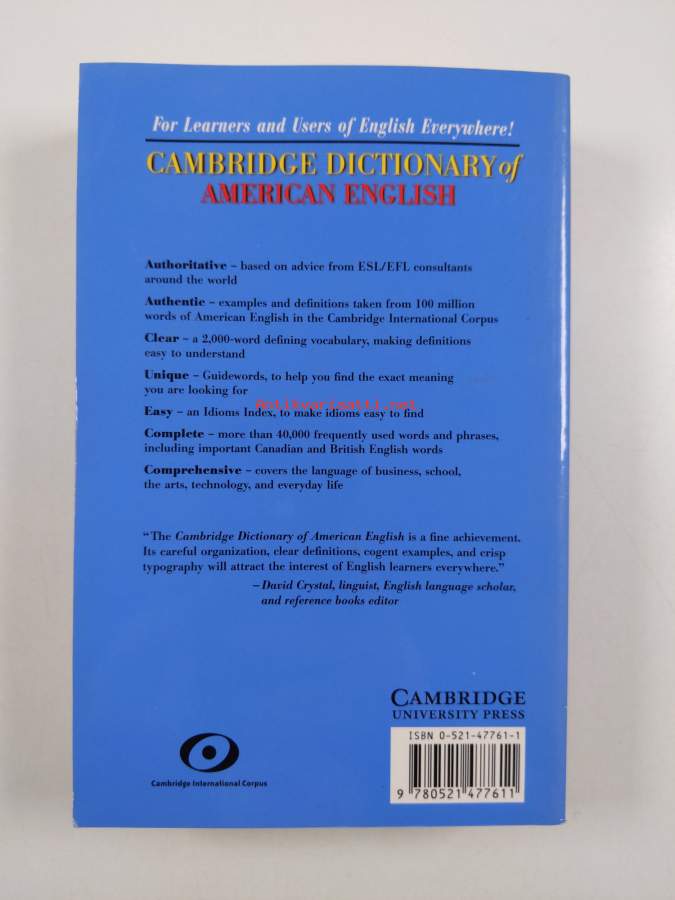 For Learners and Users of English Everywhere!
CAMBRIDGE DICTIONARY of
AMERICAN ENGLISH
Authoritative – based on advice from ESL/EFL consultants
around the world
Authentic – examples and definitions taken from 100 million
words of American English in the Cambridge International Corpus
Clear – a 2,000-word defining vocabulary, making definitions
easy to understand
Unique – Guidewords, to help you find the exact meaning
you are looking for
Antikvarisatti.net
Easy – an Idioms Index, to make idioms easy to find
Complete – more than 40,000 frequently used words and phrases,
including important Canadian and British English words
Comprehensive – covers the language of business, school,
the arts, technology, and everyday life
“The Cambridge Dictionary of American English is a fine achievement.
Its careful organization, clear definitions, cogent examples, and crisp
typography will attract the interest of English learners everywhere.”
–David Crystal, linguist, English language scholar,
and reference books editor
CAMBRIDGE
UNIVERSITY PRESS
ISBN 0-521-47761-1
9 780521 477611
Cambridge International Corpus